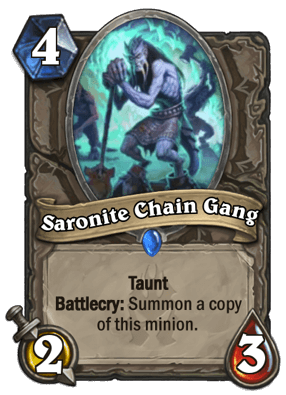 4
Saronite Chain Gang
Taunt
Battlecry: Summon a copy
of this minion.
2
3